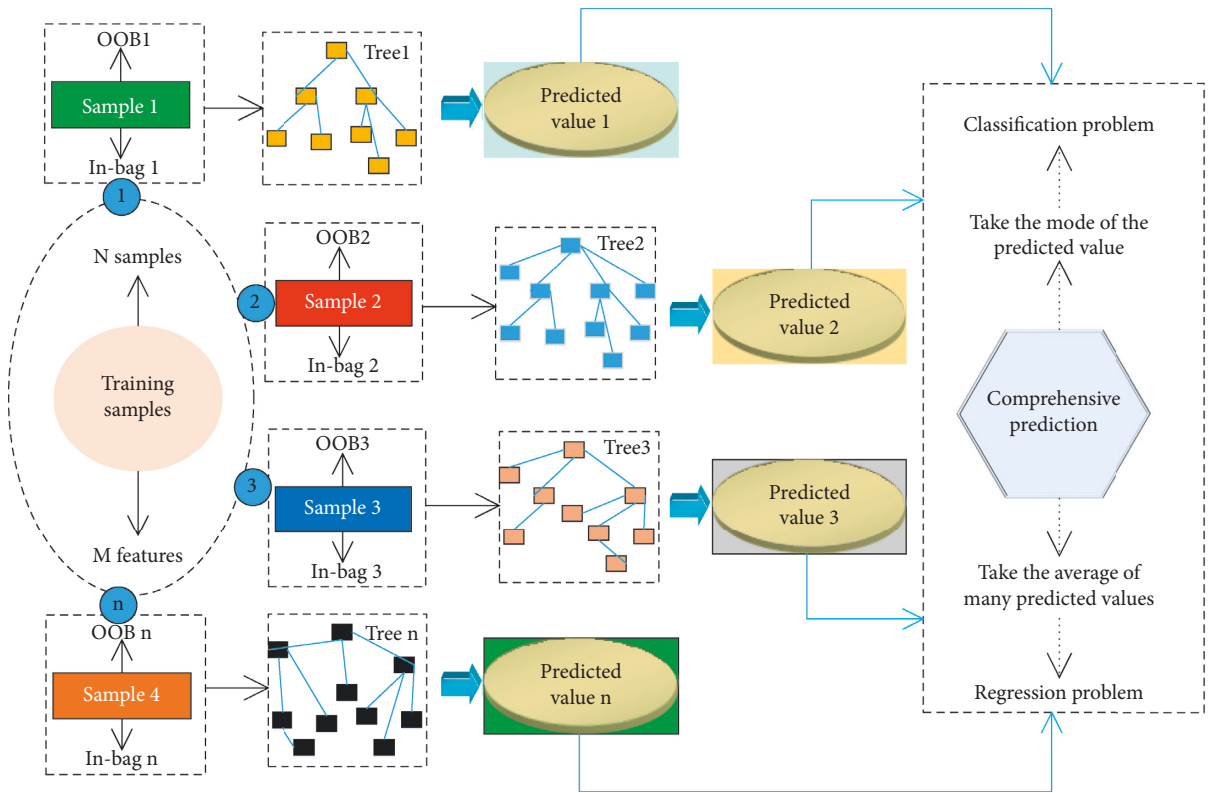 OOB1
Sample 1
In-bag 1
Tree1
Predicted
value 1
1
N samples
Training
samples
M features
2
OOB2
Sample 2
In-bag 2
Tree2
Predicted
value 2
3
OOB3
Sample 3
In-bag 3
Tree3
Predicted
value 3
n
OOB n
Sample 4
In-bag n
Tree n
Predicted
value n
Classification problem
Take the mode of the
predicted value
Comprehensive
prediction
Take the average of
many predicted values
Regression problem